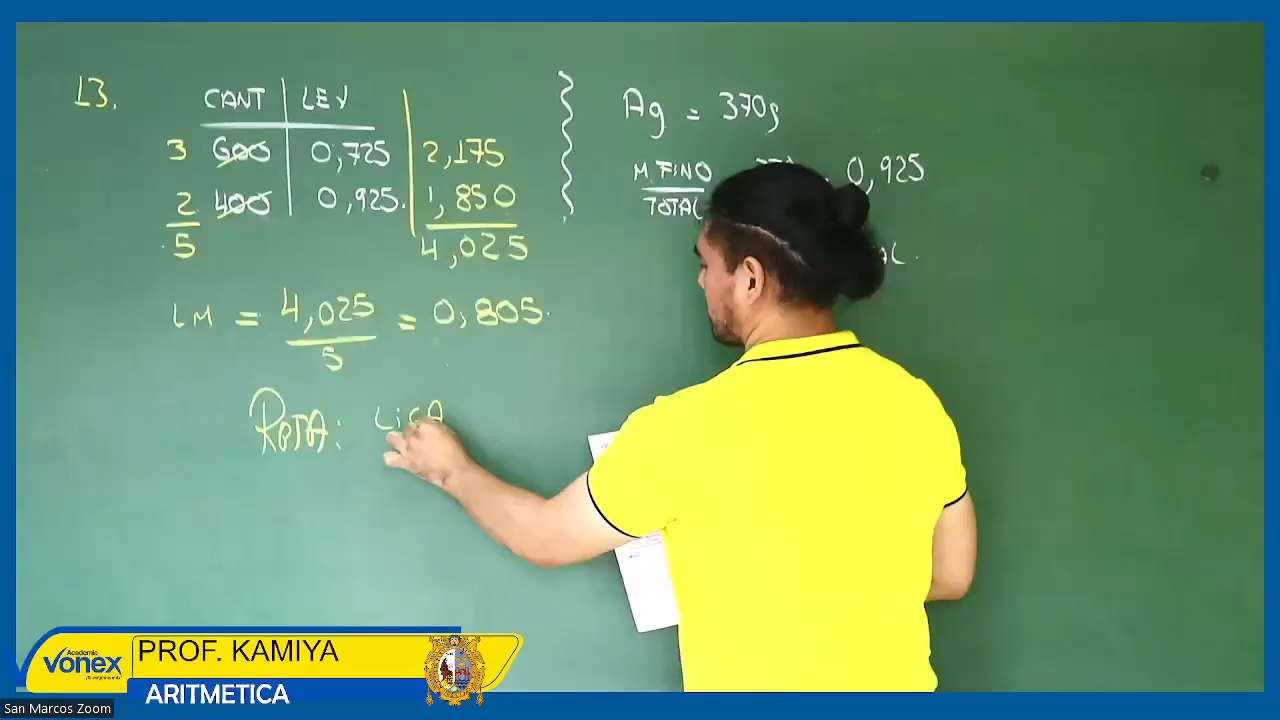 13.
CANT LEY
3 600 0,725 2,175
2 400 0,925. 1,850
5 4,025
LM = 4,025 / 5 = 0,805.
RPTA: LIGA
Ag = 370g
M. FINO 0,925
TOTAL
AL.
Academia
Vonex
PROF. KAMIYA
ARITMETICA
San Marcos Zoom